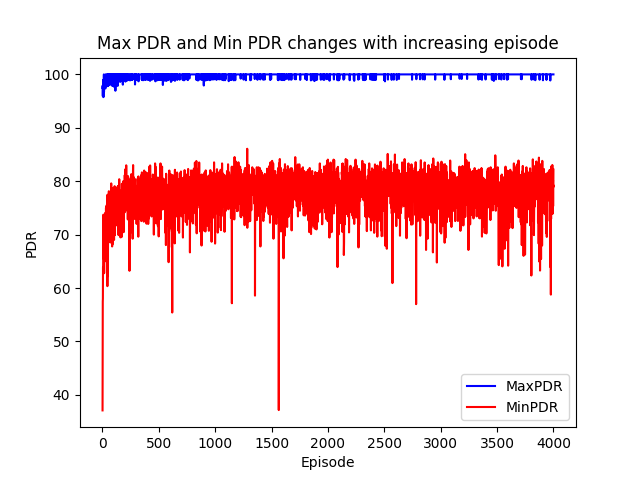 Max PDR and Min PDR changes with increasing episode
100
90
80
70
60
50
40
PDR
MaxPDR
MinPDR
0 500 1000 1500 2000 2500 3000 3500 4000
Episode